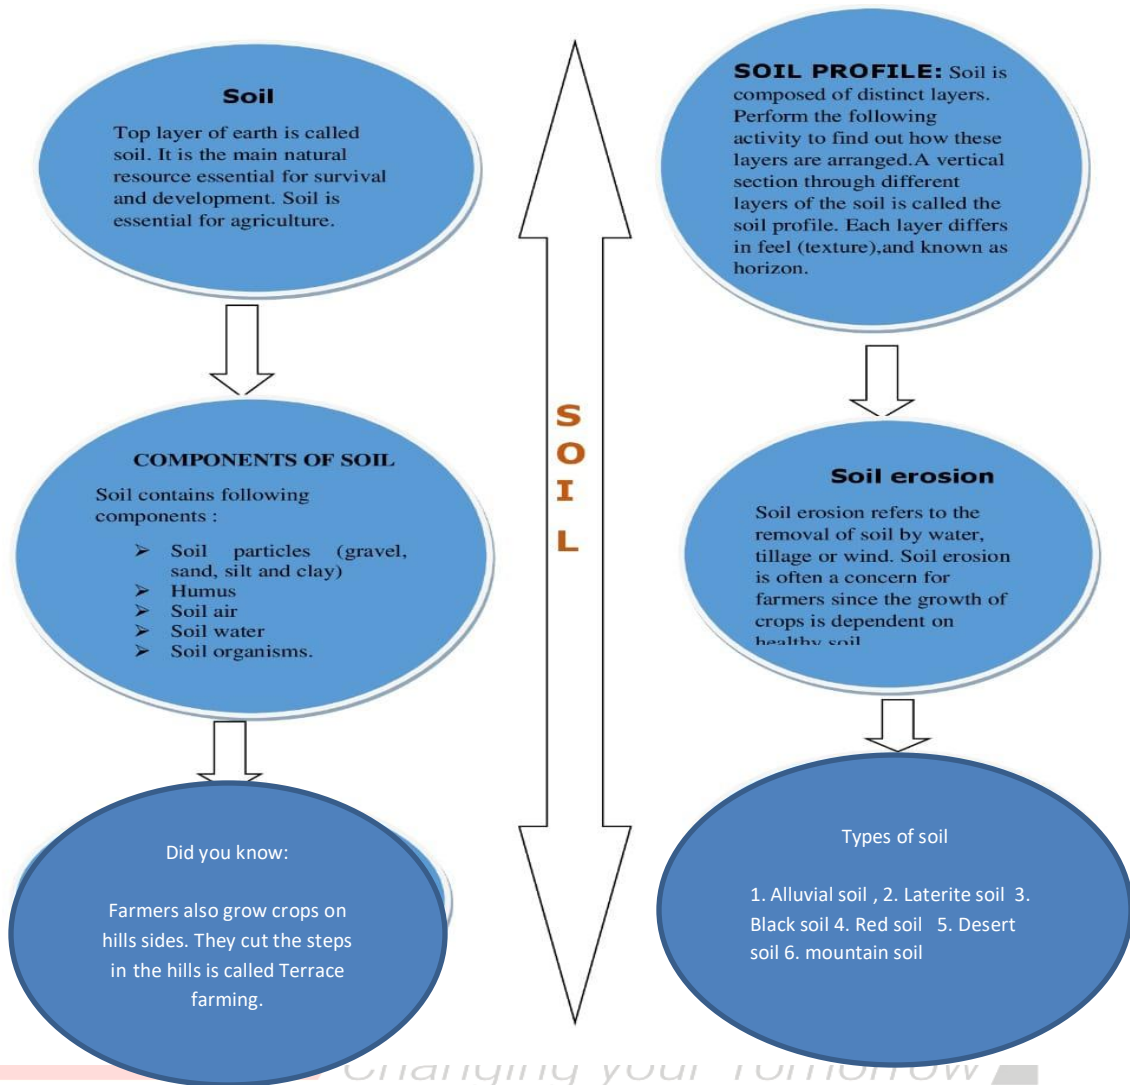 Soil
Top layer of earth is called
soil. It is the main natural
resource essential for survival
and development. Soil is
essential for agriculture.
COMPONENTS OF SOIL
Soil contains following
components :
➢ Soil particles (gravel,
sand, silt and clay)
➢ Humus
➢ Soil air
➢ Soil water
➢ Soil organisms.
Did you know:
Farmers also grow crops on
hills sides. They cut the steps
in the hills is called Terrace
farming.
S
O
I
L
SOIL PROFILE: Soil is
composed of distinct layers.
Perform the following
activity to find out how these
layers are arranged.A vertical
section through different
layers of the soil is called the
soil profile. Each layer differs
in feel (texture),and known as
horizon.
Soil erosion
Soil erosion refers to the
removal of soil by water,
tillage or wind. Soil erosion
is often a concern for
farmers since the growth of
crops is dependent on
healthy soil
Types of soil
1. Alluvial soil , 2. Laterite soil 3.
Black soil 4. Red soil 5. Desert
soil 6. mountain soil
Changing your Tomorrow